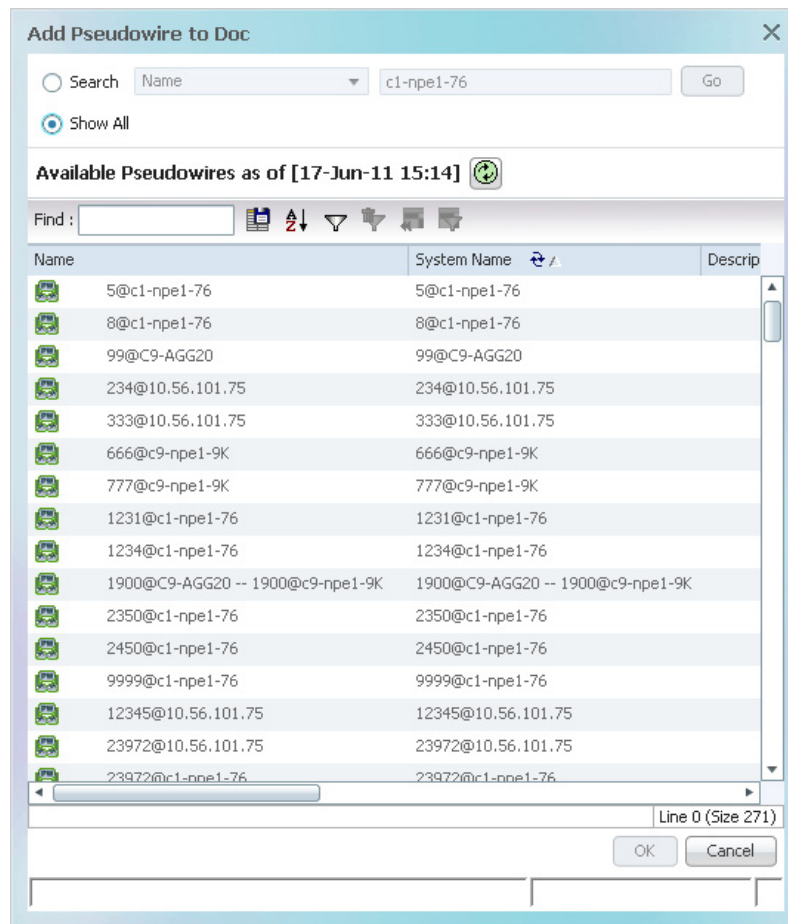 Add Pseudowire to Doc
Search Name c1-npe1-76 Go
Show All
Available Pseudowires as of [17-Jun-11 15:14]
Find :
Name System Name Descrip
5@c1-npe1-76 5@c1-npe1-76
8@c1-npe1-76 8@c1-npe1-76
99@C9-AGG20 99@C9-AGG20
234@10.56.101.75 234@10.56.101.75
333@10.56.101.75 333@10.56.101.75
666@c9-npe1-9K 666@c9-npe1-9K
777@c9-npe1-9K 777@c9-npe1-9K
1231@c1-npe1-76 1231@c1-npe1-76
1234@c1-npe1-76 1234@c1-npe1-76
1900@C9-AGG20 -- 1900@c9-npe1-9K 1900@C9-AGG20 -- 1900@c9-npe1-9K
2350@c1-npe1-76 2350@c1-npe1-76
2450@c1-npe1-76 2450@c1-npe1-76
9999@c1-npe1-76 9999@c1-npe1-76
12345@10.56.101.75 12345@10.56.101.75
23972@10.56.101.75 23972@10.56.101.75
23972@c1-npe1-76 23972@c1-npe1-76
Line 0 (Size 271)
OK Cancel